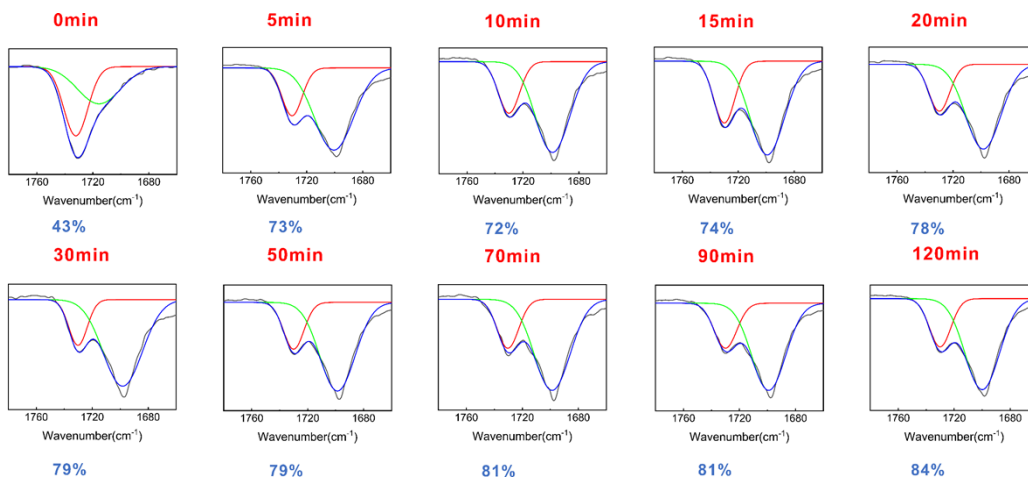 0min 5min 10min 15min 20min
1760 1720 1680 1760 1720 1680 1760 1720 1680 1760 1720 1680 1760 1720 1680
Wavenumber(cm⁻¹) Wavenumber(cm⁻¹) Wavenumber(cm⁻¹) Wavenumber(cm⁻¹) Wavenumber(cm⁻¹)
43% 73% 72% 74% 78%
30min 50min 70min 90min 120min
1760 1720 1680 1760 1720 1680 1760 1720 1680 1760 1720 1680 1760 1720 1680
Wavenumber(cm⁻¹) Wavenumber(cm⁻¹) Wavenumber(cm⁻¹) Wavenumber(cm⁻¹) Wavenumber(cm⁻¹)
79% 79% 81% 81% 84%